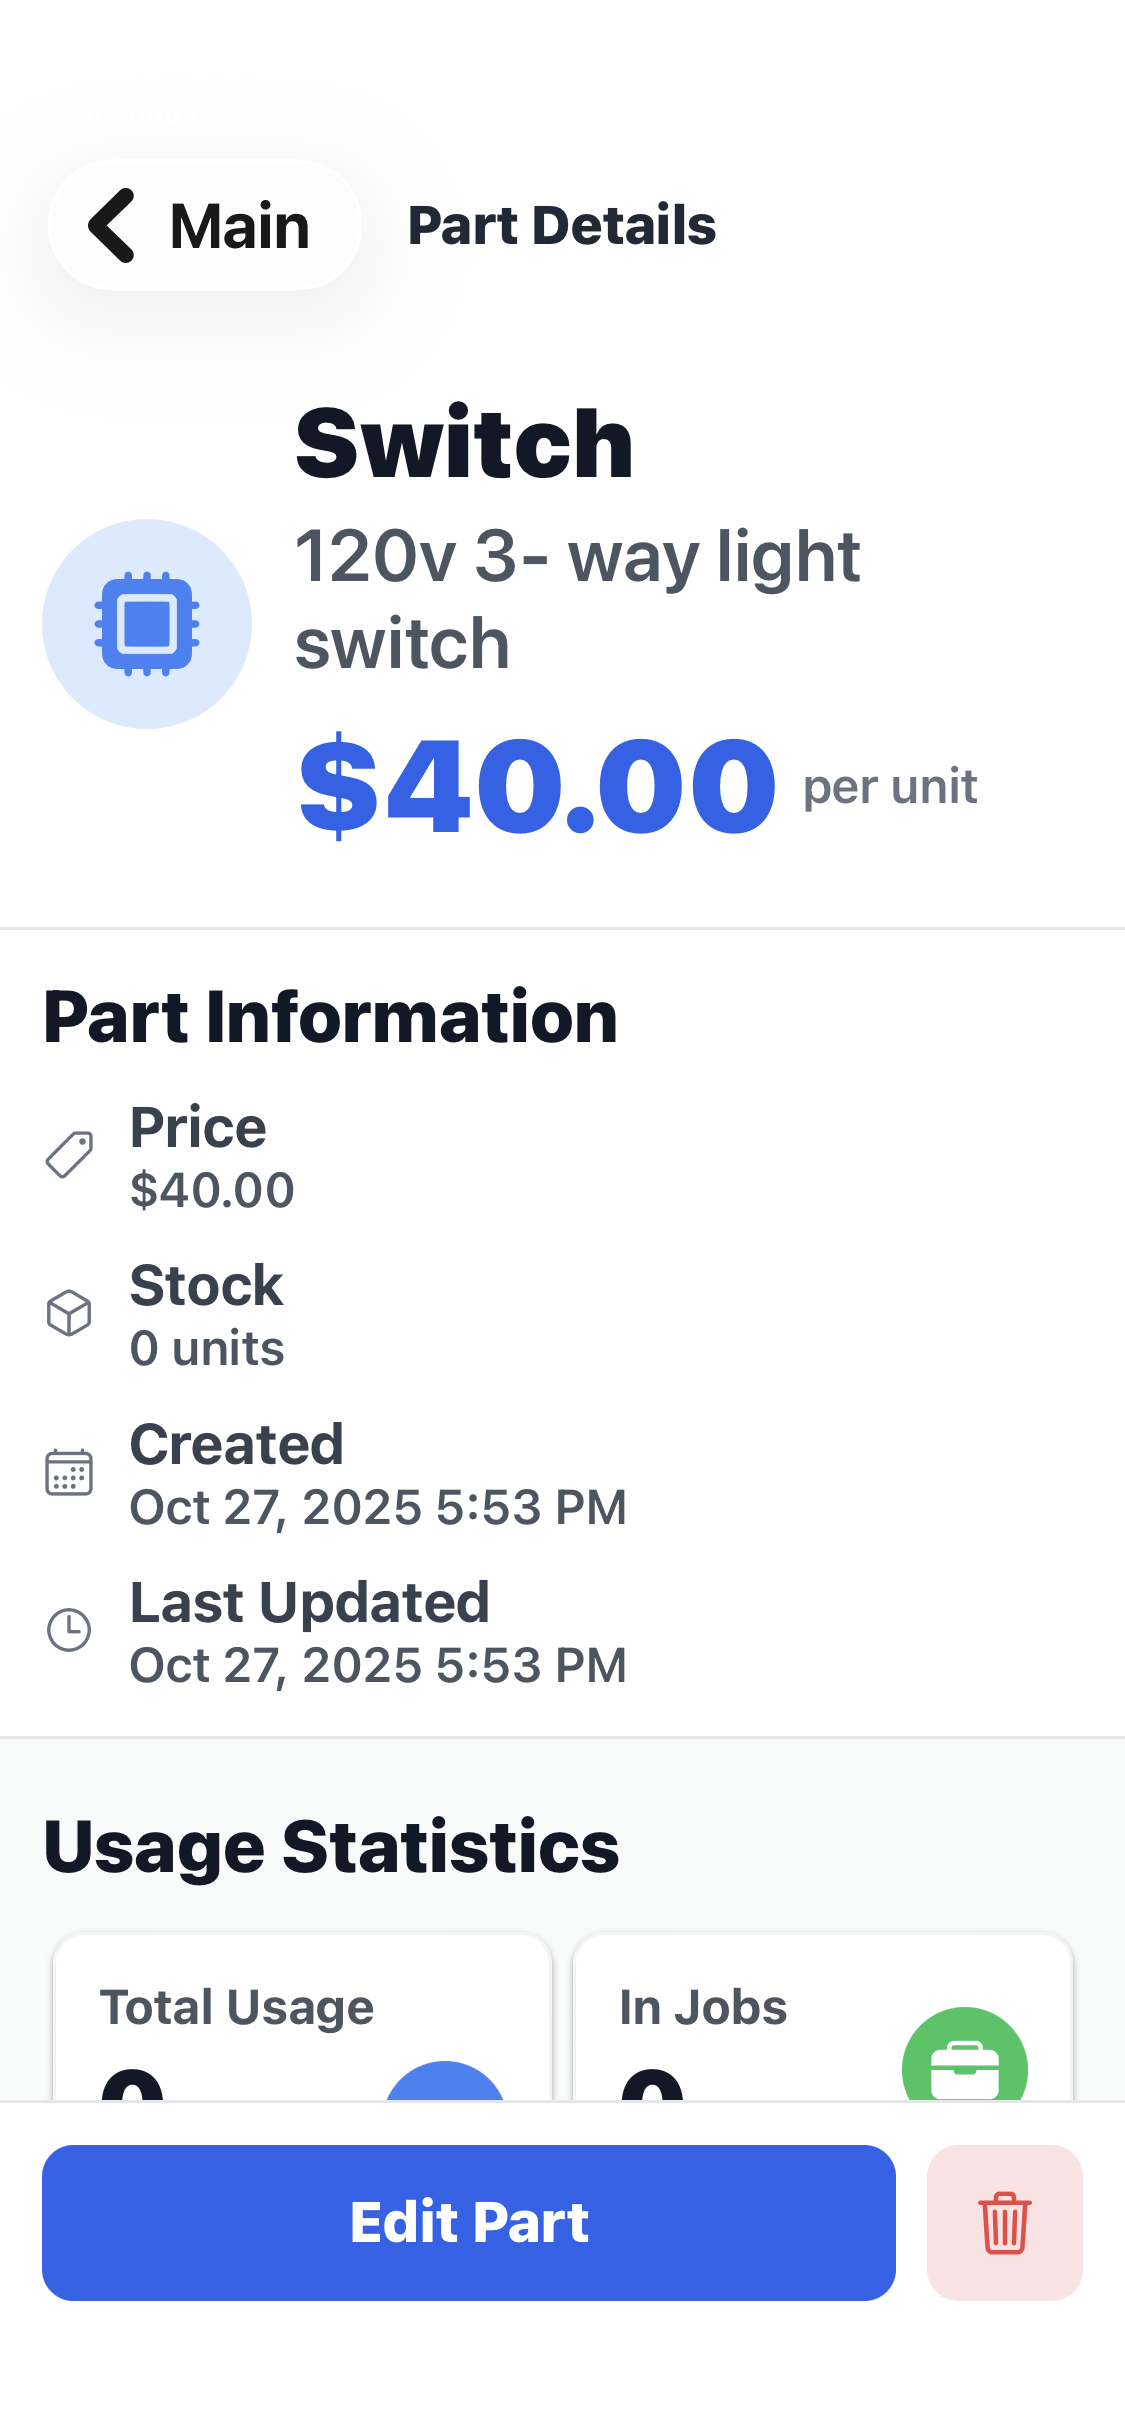 Main
Part Details
Switch
120v 3- way light
switch
$40.00 per unit
Part Information
Price
$40.00
Stock
0 units
Created
Oct 27, 2025 5:53 PM
Last Updated
Oct 27, 2025 5:53 PM
Usage Statistics
Total Usage
In Jobs
Edit Part